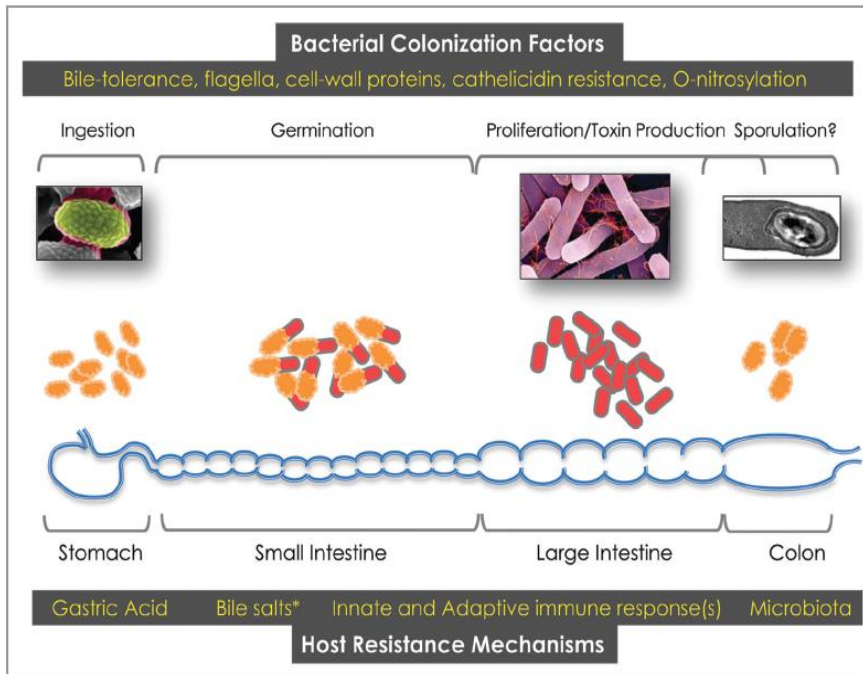 Bacterial Colonization Factors
Bile-tolerance, flagella, cell-wall proteins, cathelicidin resistance, O-nitrosylation
Ingestion Germination Proliferation/Toxin Production Sporulation?
Stomach Small Intestine Large Intestine Colon
Gastric Acid Bile salts* Innate and Adaptive immune response(s) Microbiota
Host Resistance Mechanisms